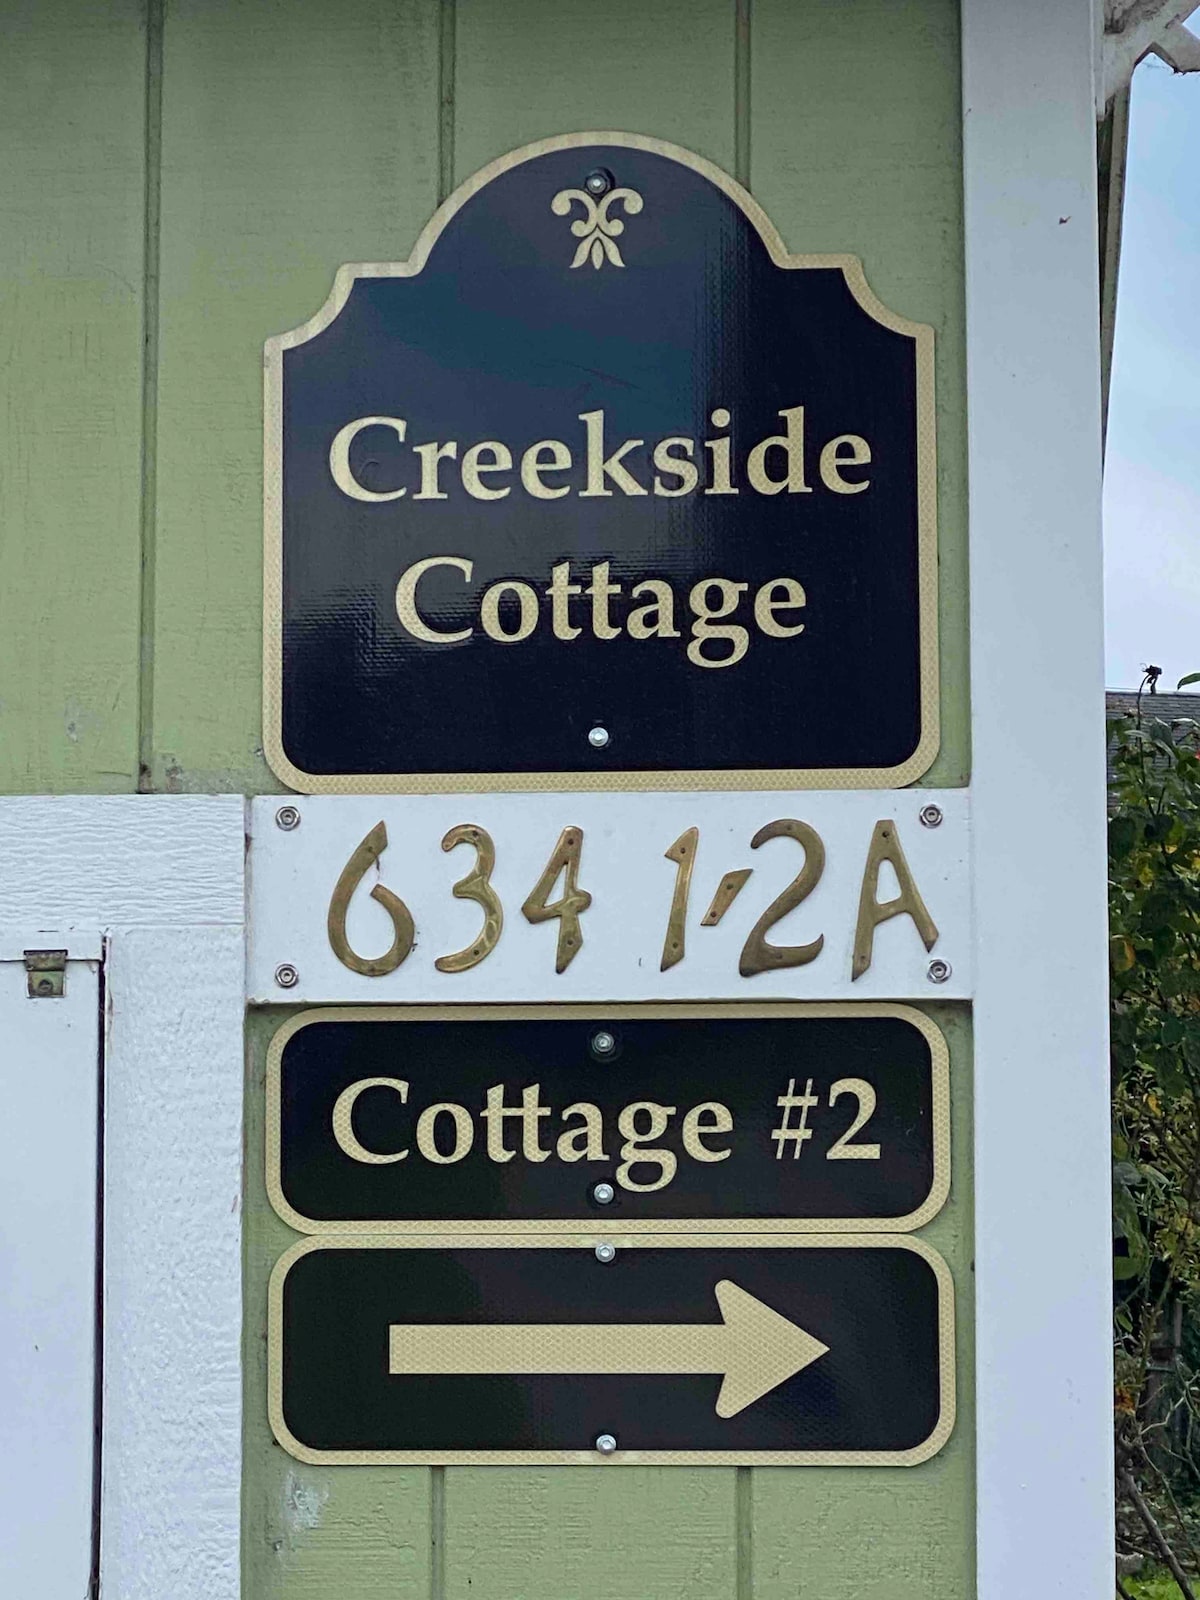 Creekside
Cottage
634 1/2A
Cottage #2